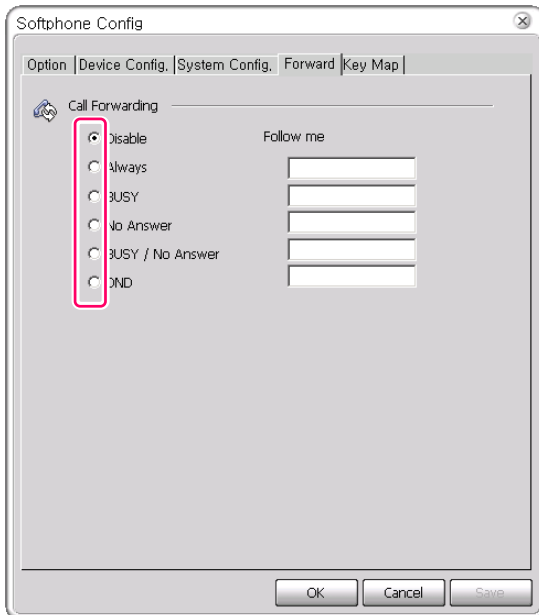 Softphone Config
Option Device Config, System Config, Forward Key Map
Call Forwarding
Disable Follow me
Always
BUSY
No Answer
BUSY / No Answer
DND
OK Cancel Save